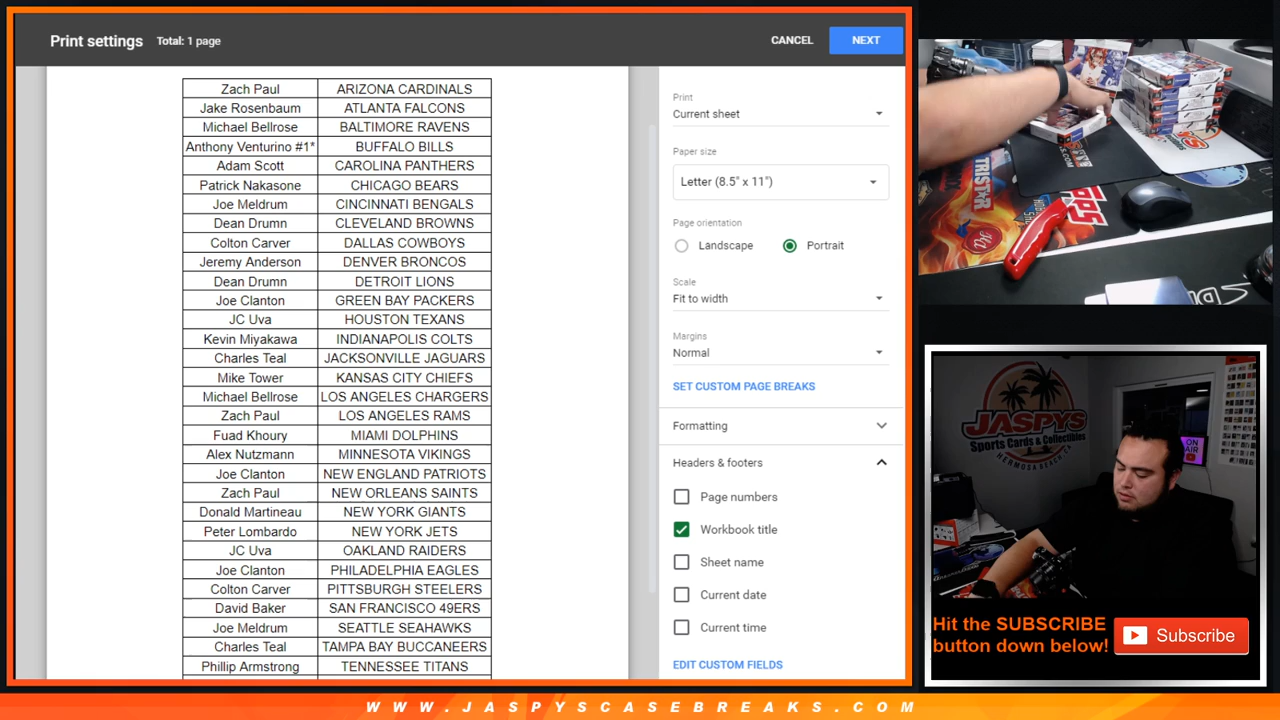 Print settings Total: 1 page CANCEL NEXT
Zach Paul ARIZONA CARDINALS
Jake Rosenbaum ATLANTA FALCONS
Michael Bellrose BALTIMORE RAVENS
Anthony Venturino #1* BUFFALO BILLS
Adam Scott CAROLINA PANTHERS
Patrick Nakasone CHICAGO BEARS
Joe Meldrum CINCINNATI BENGALS
Dean Drumn CLEVELAND BROWNS
Colton Carver DALLAS COWBOYS
Jeremy Anderson DENVER BRONCOS
Dean Drumn DETROIT LIONS
Joe Clanton GREEN BAY PACKERS
JC Uva HOUSTON TEXANS
Kevin Miyakawa INDIANAPOLIS COLTS
Charles Teal JACKSONVILLE JAGUARS
Mike Tower KANSAS CITY CHIEFS
Michael Bellrose LOS ANGELES CHARGERS
Zach Paul LOS ANGELES RAMS
Fuad Khoury MIAMI DOLPHINS
Alex Nutzmann MINNESOTA VIKINGS
Joe Clanton NEW ENGLAND PATRIOTS
Zach Paul NEW ORLEANS SAINTS
Donald Martineau NEW YORK GIANTS
Peter Lombardo NEW YORK JETS
JC Uva OAKLAND RAIDERS
Joe Clanton PHILADELPHIA EAGLES
Colton Carver PITTSBURGH STEELERS
David Baker SAN FRANCISCO 49ERS
Joe Meldrum SEATTLE SEAHAWKS
Charles Teal TAMPA BAY BUCCANEERS
Phillip Armstrong TENNESSEE TITANS
Print
Current sheet
Paper size
Letter (8.5" x 11")
Page orientation
Landscape Portrait
Scale
Fit to width
Margins
Normal
SET CUSTOM PAGE BREAKS
Formatting
Headers & footers
Page numbers
Workbook title
Sheet name
Current date
Current time
EDIT CUSTOM FIELDS
TRISTAR
JASPYS
Sports Cards & Collectibles
HERMOSA BEACH, CA
ON AIR
Hit the SUBSCRIBE
button down below!
Subscribe
WWW.JASPYSCASEBREAKS.COM